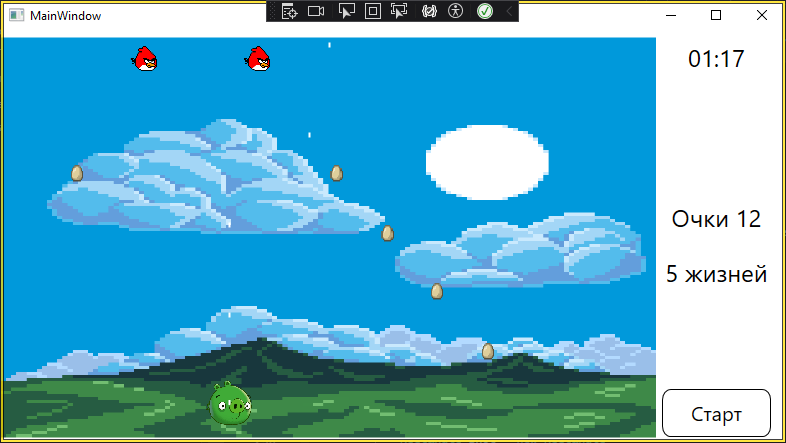 MainWindow
01:17
Очки 12
5 жизней
Старт